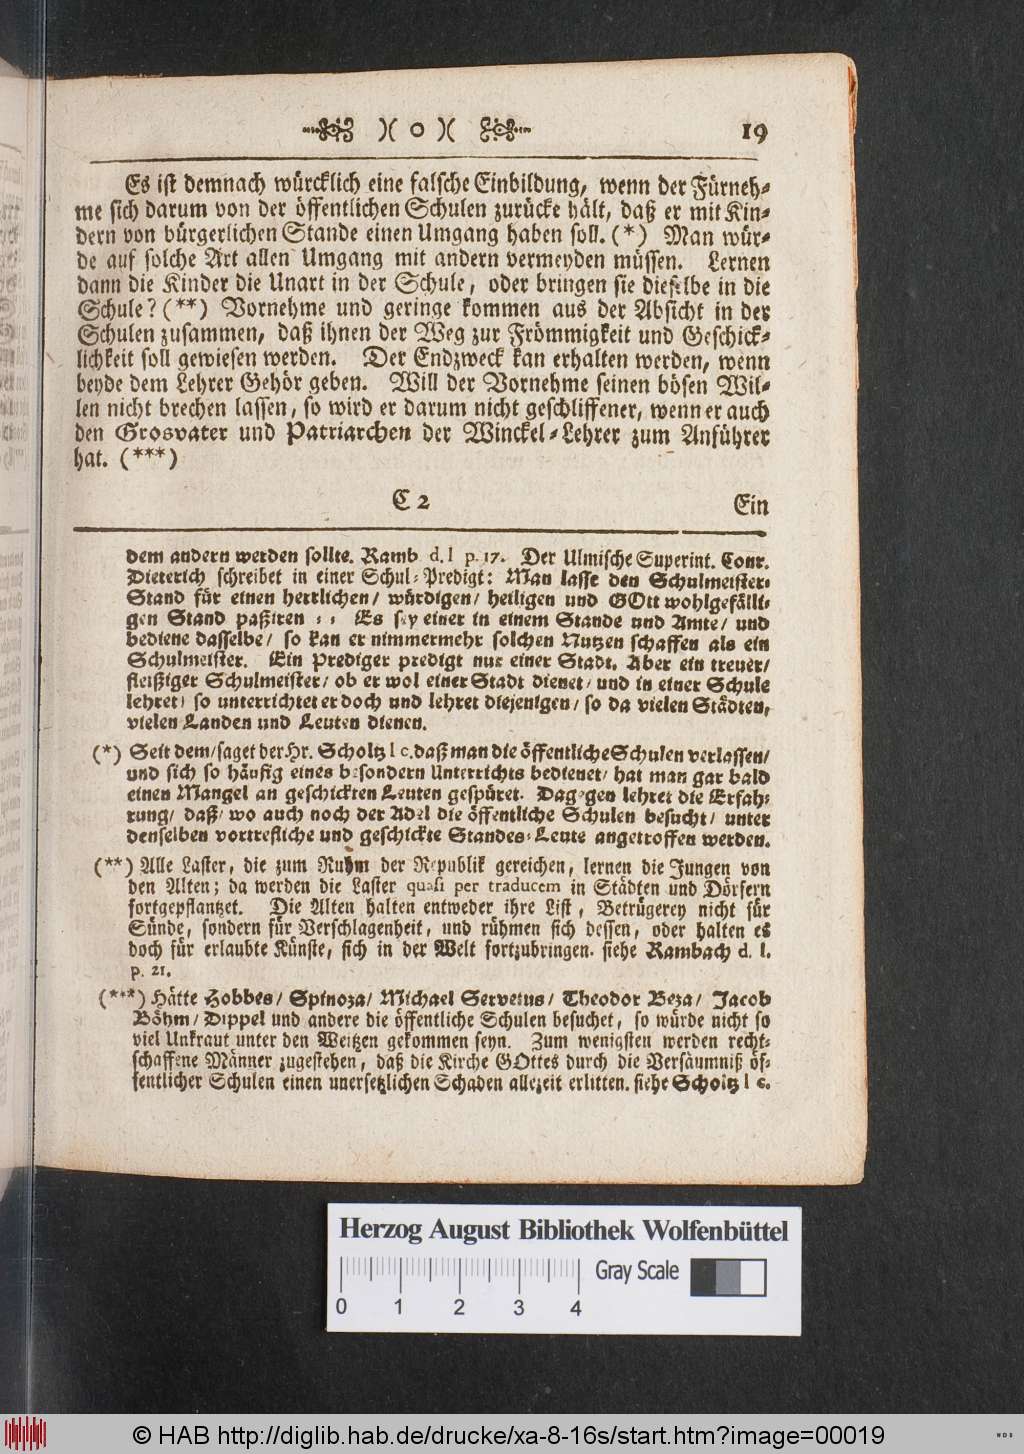 )( o )( 19
Es ist demnach würcklich eine falsche Einbildung, wenn der Fürneh-
me sich darum von der öffentlichen Schulen zurücke hält, daß er mit Kin-
dern von bürgerlichen Stande einen Umgang haben soll. (*) Man wür-
de auf solche Art allen Umgang mit andern vermeyden müssen. Lernen
dann die Kinder die Unart in der Schule, oder bringen sie dieselbe in die
Schule? (**) Vornehme und geringe kommen aus der Absicht in der
Schulen zusammen, daß ihnen der Weg zur Frömmigkeit und Geschick-
lichkeit soll gewiesen werden. Der Endzweck kan erhalten werden, wenn
beyde dem Lehrer Gehör geben. Will der Vornehme seinen bösen Wil-
len nicht brechen lassen, so wird er darum nicht geschliffener, wenn er auch
den Grosvater und Patriarchen der Winckel-Lehrer zum Anführer
hat. (***)
C 2 Ein
dem andern werden sollte. Ramb d. l p. 17. Der Ulmische Superint. Conr.
Dieterich schreibet in einer Schul-Predigt: Man lasse den Schulmeister-
Stand für einen herrlichen/ würdigen/ heiligen und GOtt wohlgefälli-
gen Stand paßiren - - Es sey einer in einem Stande und Amte/ und
bediene dasselbe/ so kan er nimmermehr solchen Nutzen schaffen als ein
Schulmeister. Ein Prediger predigt nur einer Stadt. Aber ein treuer/
fleißiger Schulmeister/ ob er wol einer Stadt dienet/ und in einer Schule
lehret/ so unterrichtet er doch und lehret diejenigen/ so da vielen Städten,
vielen Landen und Leuten dienen.
(*) Seit dem/ saget der Hr. Scholtz l c. daß man die öffentliche Schulen verlassen/
und sich so häufig eines besondern Unterrichts bedienet/ hat man gar bald
einen Mangel an geschickten Leuten gespüret. Dagegen lehret die Erfah-
rung/ daß/ wo auch noch der Adel die öffentliche Schulen besucht/ unter
denselben vortrefliche und geschickte Standes-Leute angetroffen werden.
(**) Alle Laster, die zum Ruhm der Republik gereichen, lernen die Jungen von
den Alten; da werden die Laster quasi per traducem in Städten und Dörfern
fortgepflantzet. Die Alten halten entweder ihre List, Betrügerey nicht für
Sünde, sondern für Verschlagenheit, und rühmen sich dessen, oder halten es
doch für erlaubte Künste, sich in der Welt fortzubringen. siehe Rambach d. l.
p. 21.
(***) Hätte Hobbes/ Spinoza/ Michael Servetus/ Theodor Beza/ Jacob
Böhm/ Dippel und andere die öffentliche Schulen besuchet, so würde nicht so
viel Unkraut unter den Weitzen gekommen seyn. Zum wenigsten werden recht-
schaffene Männer zugestehen, daß die Kirche GOttes durch die Versäumniß öf-
fentlicher Schulen einen unersetzlichen Schaden allezeit erlitten. siehe Scholtz l c.
Herzog August Bibliothek Wolfenbüttel
Gray Scale
0 1 2 3 4
© HAB http://diglib.hab.de/drucke/xa-8-16s/start.htm?image=00019